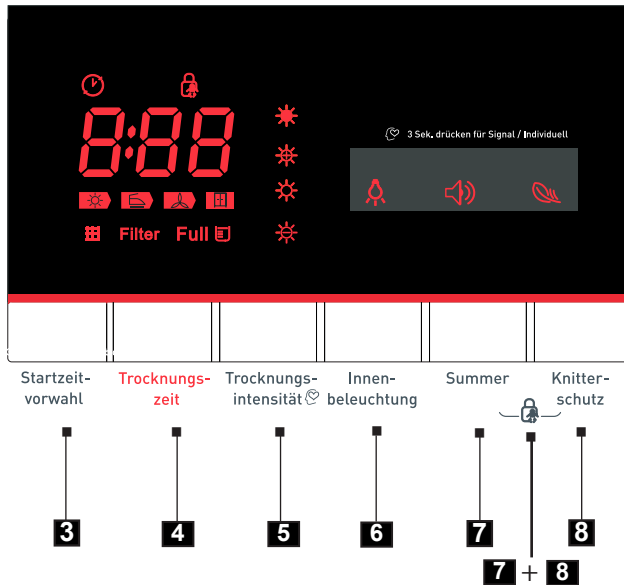 3 Sek. drücken für Signal / Individuell
8:88
Filter Full
Startzeit-
vorwahl
Trocknungs-
zeit
Trocknungs-
intensität
Innen-
beleuchtung
Summer
Knitter-
schutz
3 4 5 6 7 8
7 + 8